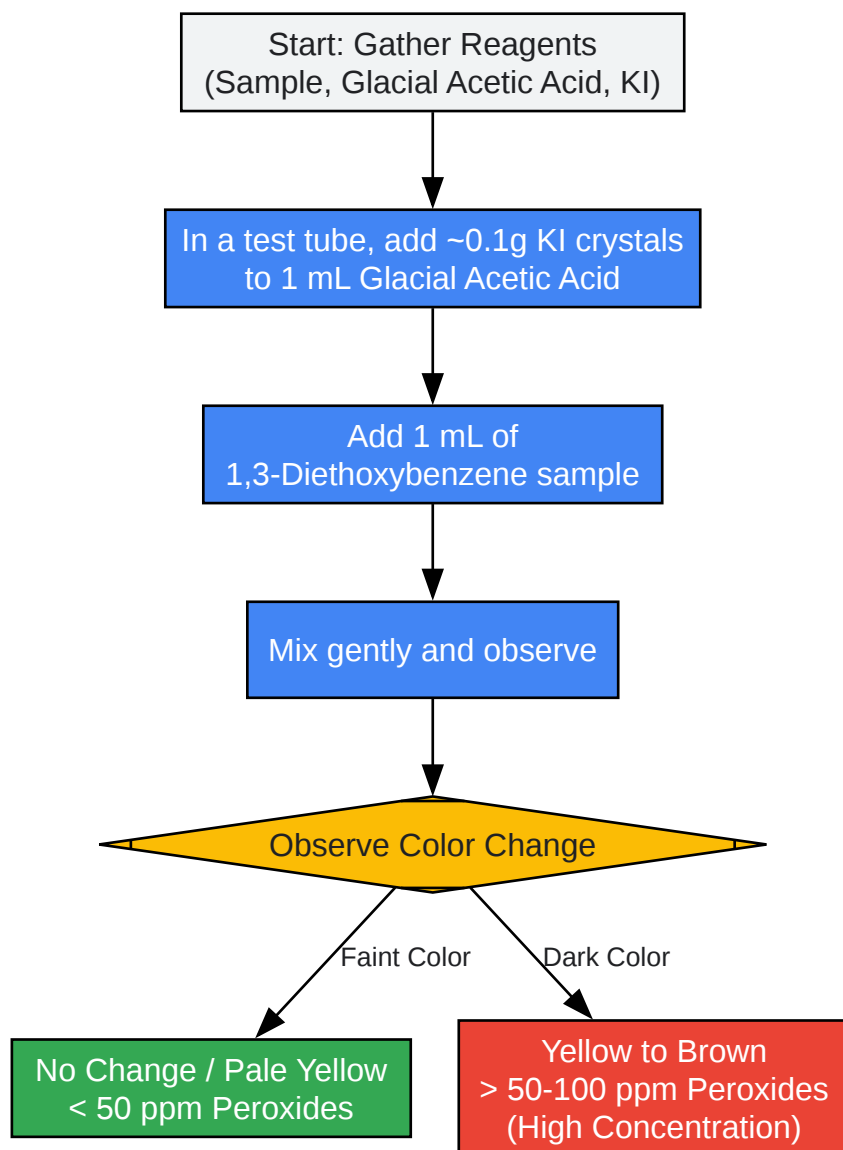 Start: Gather Reagents
(Sample, Glacial Acetic Acid, KI)
In a test tube, add ~0.1g KI crystals
to 1 mL Glacial Acetic Acid
Add 1 mL of
1,3-Diethoxybenzene sample
Mix gently and observe
Observe Color Change
Faint Color
Dark Color
No Change / Pale Yellow
< 50 ppm Peroxides
Yellow to Brown
> 50-100 ppm Peroxides
(High Concentration)